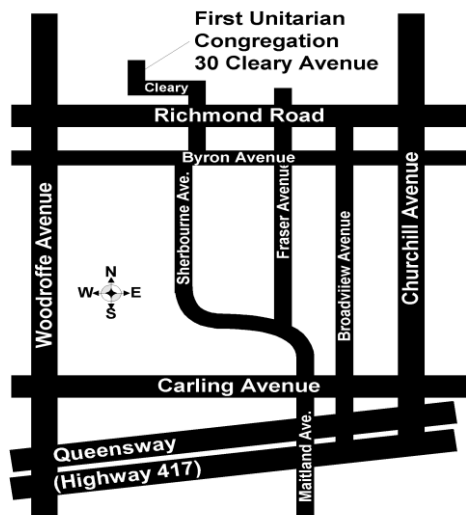 First Unitarian
Congregation
30 Cleary Avenue
Cleary
Richmond Road
Byron Avenue
Woodroffe Avenue
Sherbourne Ave.
Fraser Avenue
Broadviiew Avenue
Churchill Avenue
N
W
E
S
Carling Avenue
Queensway
(Highway 417)
Maitland Ave.